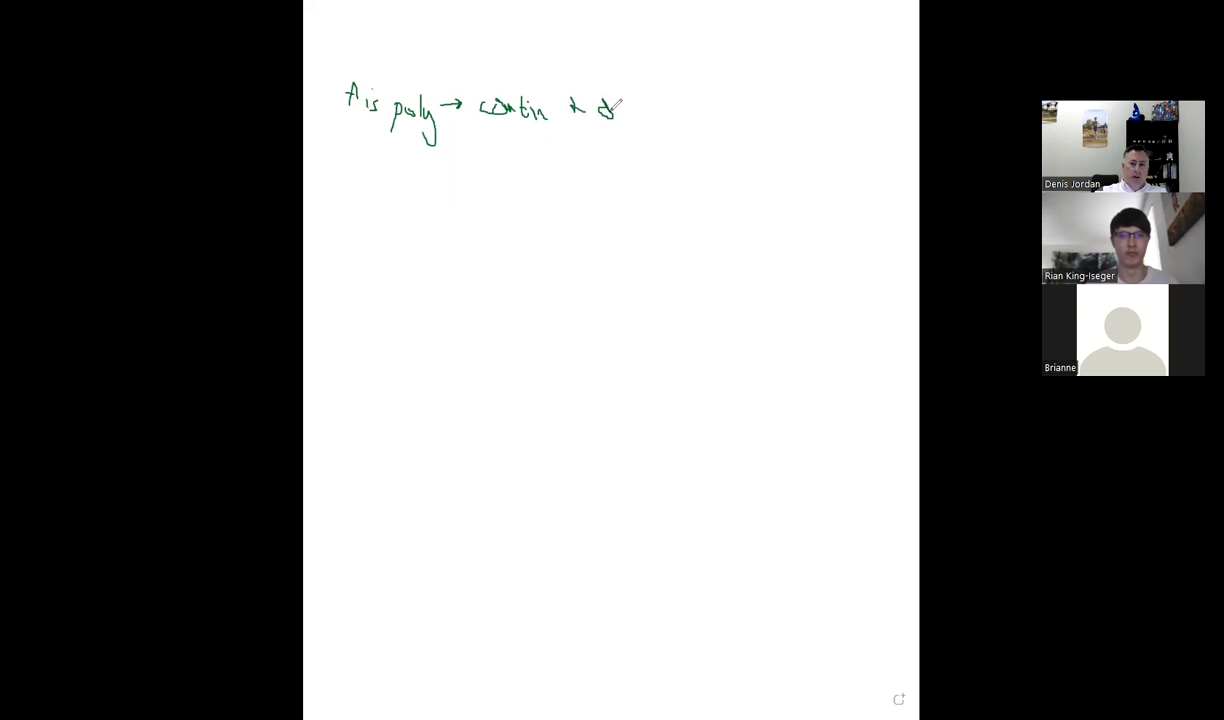 f is poly → contin + d
Denis Jordan
Rian King-Iseger
Brianne